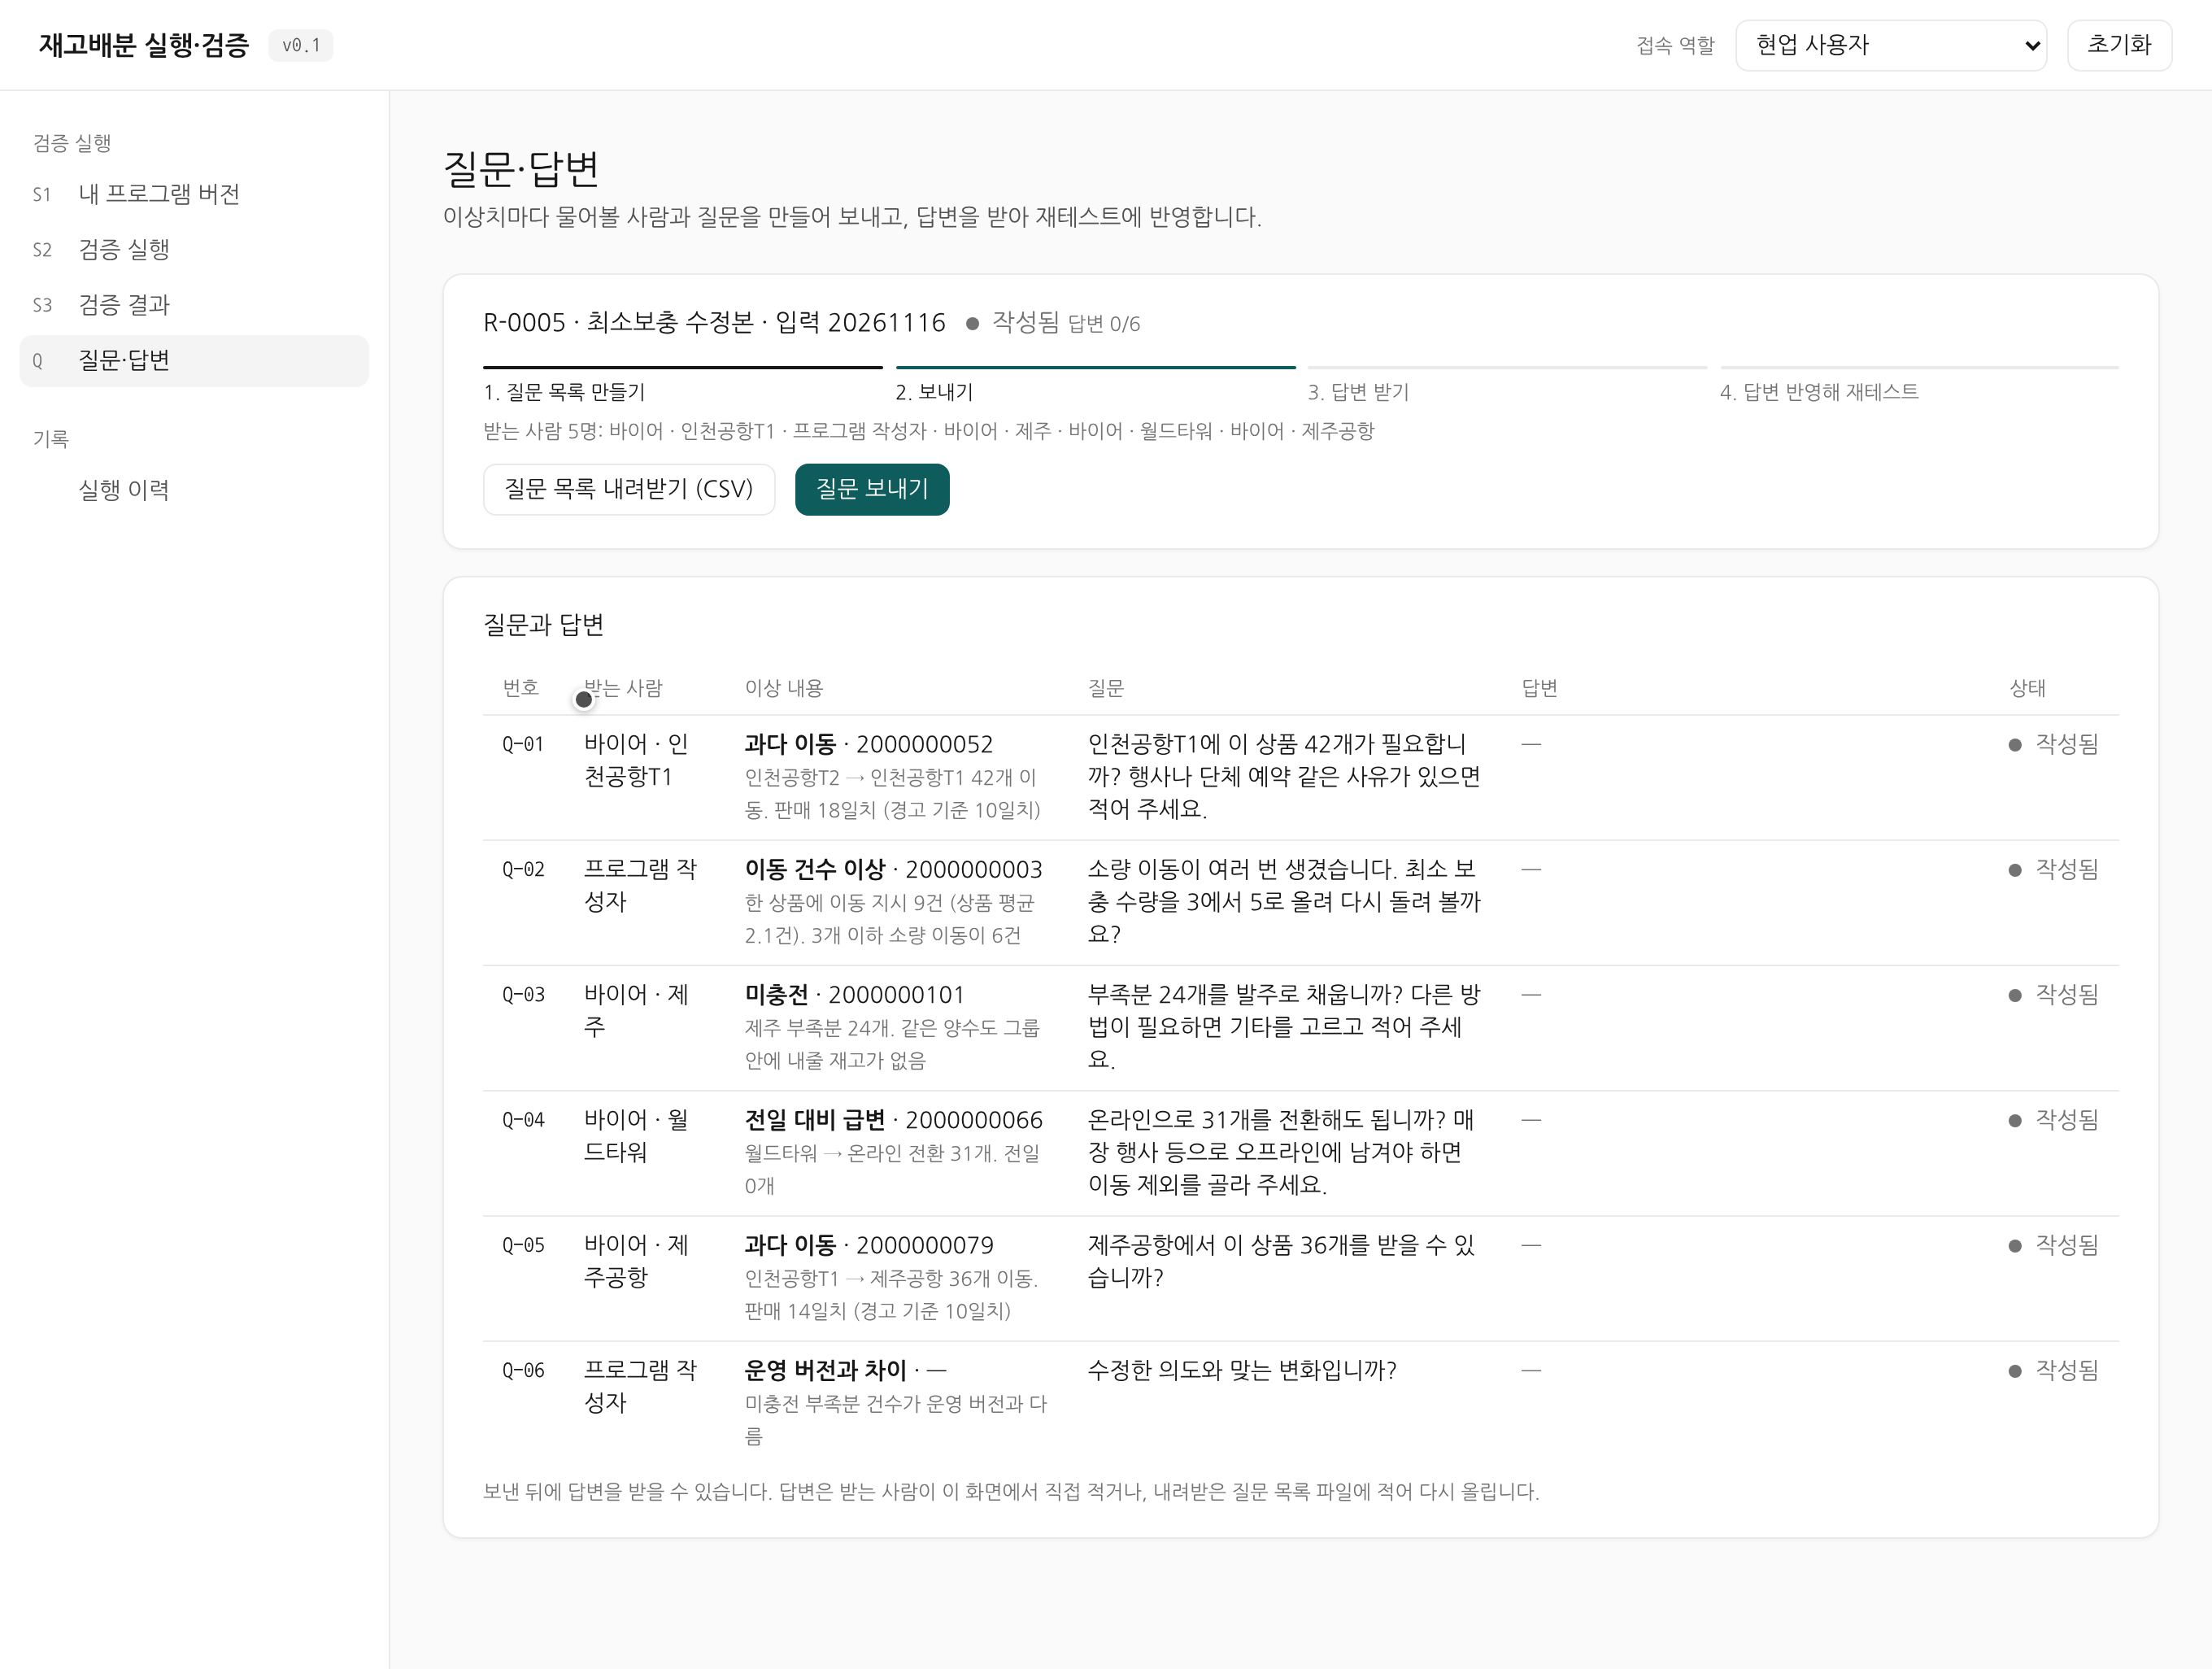 재고배분 실행·검증 v0.1 접속 역할 현업 사용자 초기화
검증 실행
S1 내 프로그램 버전
S2 검증 실행
S3 검증 결과
Q 질문·답변
기록
실행 이력
질문·답변
이상치마다 물어볼 사람과 질문을 만들어 보내고, 답변을 받아 재테스트에 반영합니다.
R-0005 · 최소보충 수정본 · 입력 20261116 작성됨 답변 0/6
1. 질문 목록 만들기 2. 보내기 3. 답변 받기 4. 답변 반영해 재테스트
받는 사람 5명: 바이어 · 인천공항T1 · 프로그램 작성자 · 바이어 · 제주 · 바이어 · 월드타워 · 바이어 · 제주공항
질문 목록 내려받기 (CSV) 질문 보내기
질문과 답변
번호 받는 사람 이상 내용 질문 답변 상태
Q-01 바이어 · 인 과다 이동 · 2000000052 인천공항T1에 이 상품 42개가 필요합니 — 작성됨
천공항T1 인천공항T2 → 인천공항T1 42개 이 까? 행사나 단체 예약 같은 사유가 있으면
동. 판매 18일치 (경고 기준 10일치) 적어 주세요.
Q-02 프로그램 작 이동 건수 이상 · 2000000003 소량 이동이 여러 번 생겼습니다. 최소 보 — 작성됨
성자 한 상품에 이동 지시 9건 (상품 평균 충 수량을 3에서 5로 올려 다시 돌려 볼까
2.1건). 3개 이하 소량 이동이 6건 요?
Q-03 바이어 · 제 미충전 · 2000000101 부족분 24개를 발주로 채웁니까? 다른 방 — 작성됨
주 제주 부족분 24개. 같은 양수도 그룹 법이 필요하면 기타를 고르고 적어 주세
안에 내줄 재고가 없음 요.
Q-04 바이어 · 월 전일 대비 급변 · 2000000066 온라인으로 31개를 전환해도 됩니까? 매 — 작성됨
드타워 월드타워 → 온라인 전환 31개. 전일 장 행사 등으로 오프라인에 남겨야 하면
0개 이동 제외를 골라 주세요.
Q-05 바이어 · 제 과다 이동 · 2000000079 제주공항에서 이 상품 36개를 받을 수 있 — 작성됨
주공항 인천공항T1 → 제주공항 36개 이동. 습니까?
판매 14일치 (경고 기준 10일치)
Q-06 프로그램 작 운영 버전과 차이 · — 수정한 의도와 맞는 변화입니까? — 작성됨
성자 미충전 부족분 건수가 운영 버전과 다
름
보낸 뒤에 답변을 받을 수 있습니다. 답변은 받는 사람이 이 화면에서 직접 적거나, 내려받은 질문 목록 파일에 적어 다시 올립니다.